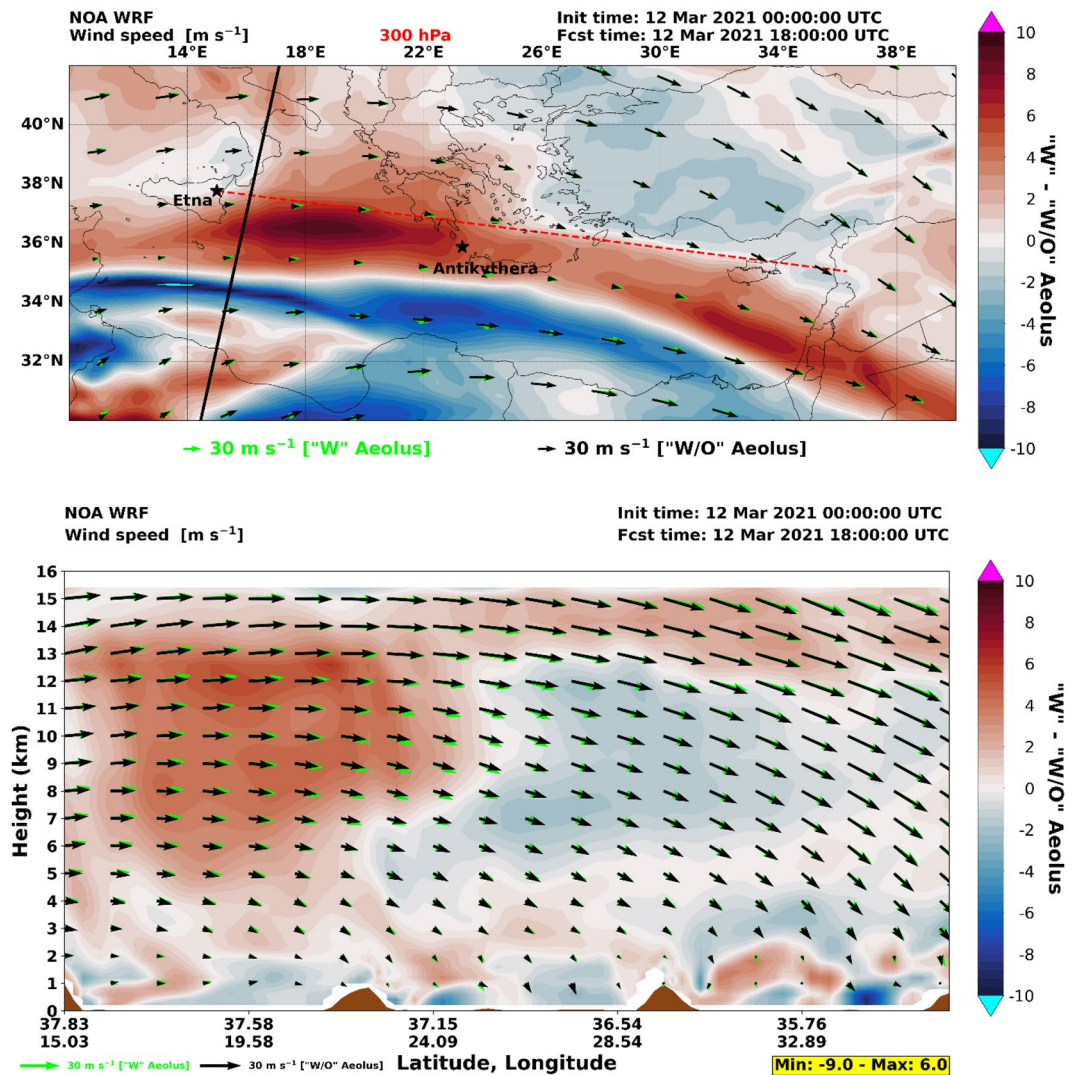 NOA WRF
Init time: 12 Mar 2021 00:00:00 UTC
Wind speed [m s⁻¹]
300 hPa
Fcst time: 12 Mar 2021 18:00:00 UTC
14°E 18°E 22°E 26°E 30°E 34°E 38°E
40°N
38°N
36°N
34°N
32°N
Etna
Antikythera
10
8
6
4
2
0
-2
-4
-6
-8
-10
"W" - "W/O" Aeolus
30 m s⁻¹ ["W" Aeolus]
30 m s⁻¹ ["W/O" Aeolus]
NOA WRF
Init time: 12 Mar 2021 00:00:00 UTC
Wind speed [m s⁻¹]
Fcst time: 12 Mar 2021 18:00:00 UTC
Height (km)
16
15
14
13
12
11
10
9
8
7
6
5
4
3
2
1
0
10
8
6
4
2
0
-2
-4
-6
-8
-10
"W" - "W/O" Aeolus
37.83 37.58 37.15 36.54 35.76
15.03 19.58 24.09 28.54 32.89
30 m s⁻¹ ["W" Aeolus]
30 m s⁻¹ ["W/O" Aeolus]
Latitude, Longitude
Min: -9.0 - Max: 6.0